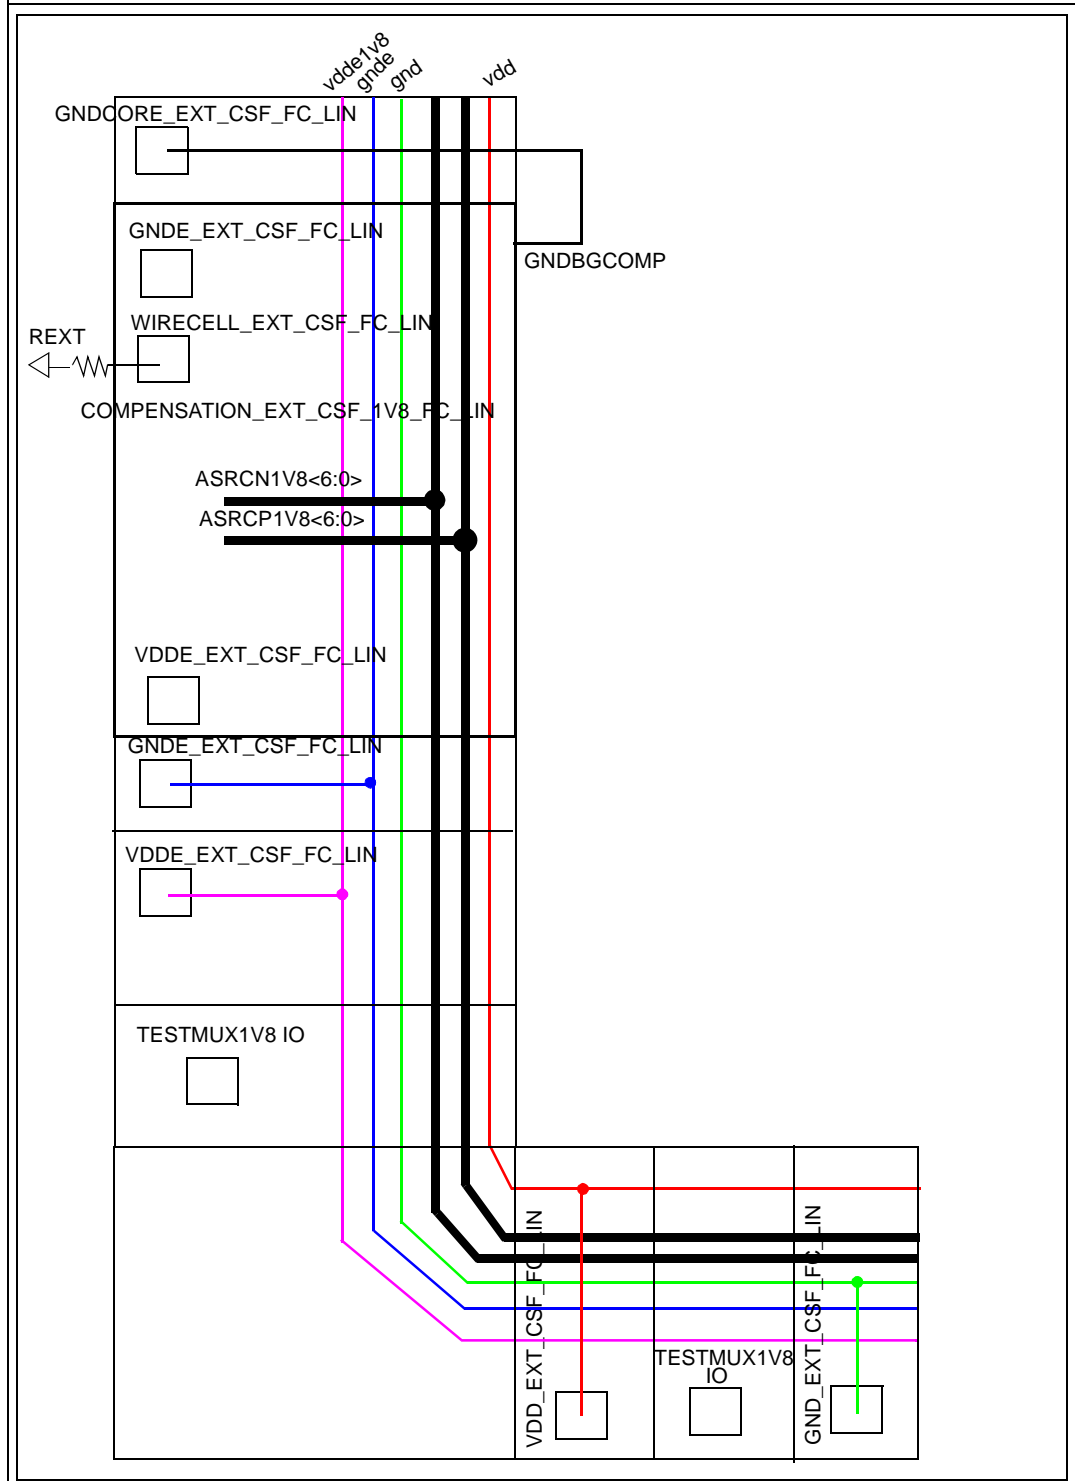 vdde1v8
gnde
gnd
vdd
GNDCORE_EXT_CSF_FC_LIN
GNDE_EXT_CSF_FC_LIN
GNDBGCOMP
WIRECELL_EXT_CSF_FC_LIN
REXT
COMPENSATION_EXT_CSF_1V8_FC_LIN
ASRCN1V8<6:0>
ASRCP1V8<6:0>
VDDE_EXT_CSF_FC_LIN
GNDE_EXT_CSF_FC_LIN
VDDE_EXT_CSF_FC_LIN
TESTMUX1V8 IO
VDD_EXT_CSF_FC_LIN
TESTMUX1V8
IO
GND_EXT_CSF_FC_LIN